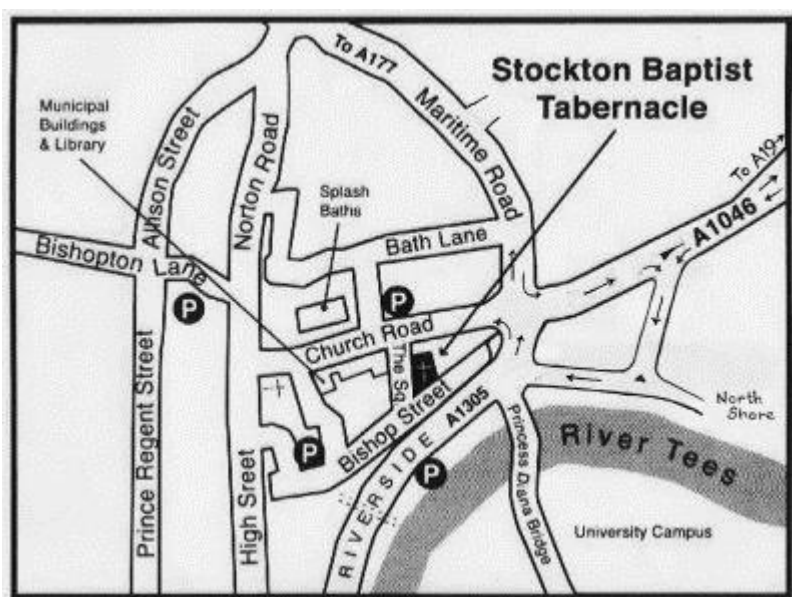 To A177
Stockton Baptist
Tabernacle
Municipal
Buildings
& Library
Allison Street
Norton Road
Maritime Road
To A19
A1046
Splash
Baths
Bath Lane
Bishopton Lane
P
P
Church Road
The Sq
Prince Regent Street
High Sreet
Bishop Street
A1305
RIVERSIDE
P
P
Princess Diana Bridge
North
Shore
River Tees
University Campus